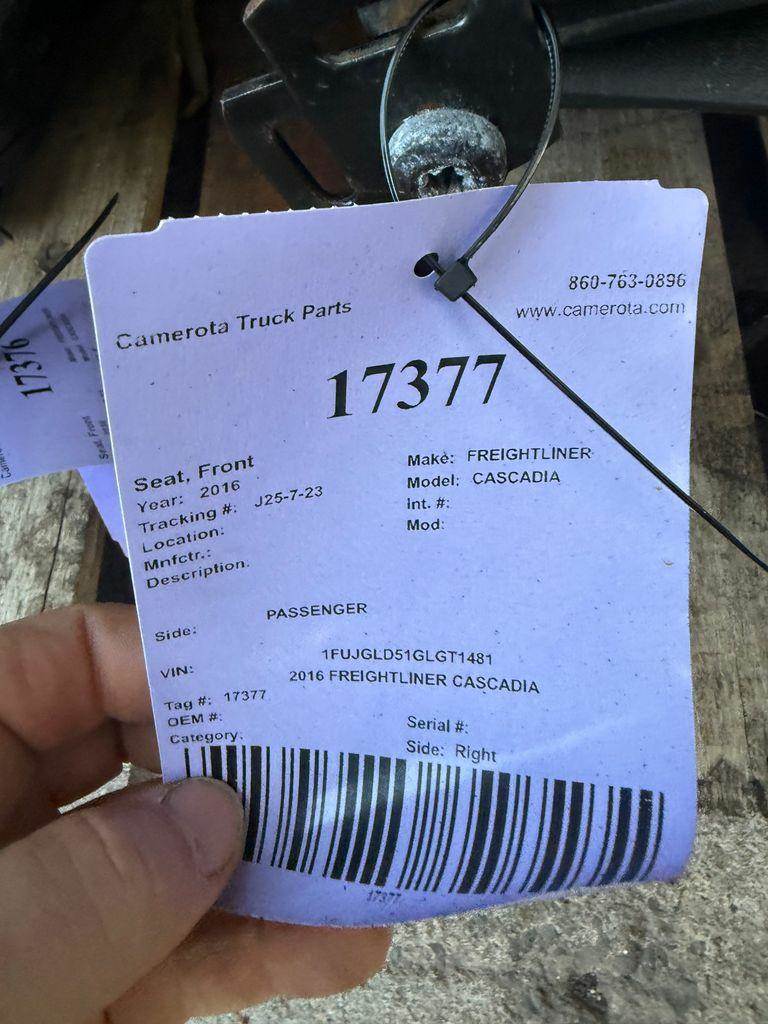 860-763-0896
Camerota Truck Parts
www.camerota.com
17377
Seat, Front
Year: 2016
Tracking #: J25-7-23
Location:
Mnfctr.:
Description:
Make: FREIGHTLINER
Model: CASCADIA
Int. #:
Mod:
Side: PASSENGER
VIN: 1FUJGLD51GLGT1481
2016 FREIGHTLINER CASCADIA
Tag #: 17377
OEM #:
Category:
Serial #:
Side: Right
17377
17376
Seat, Front